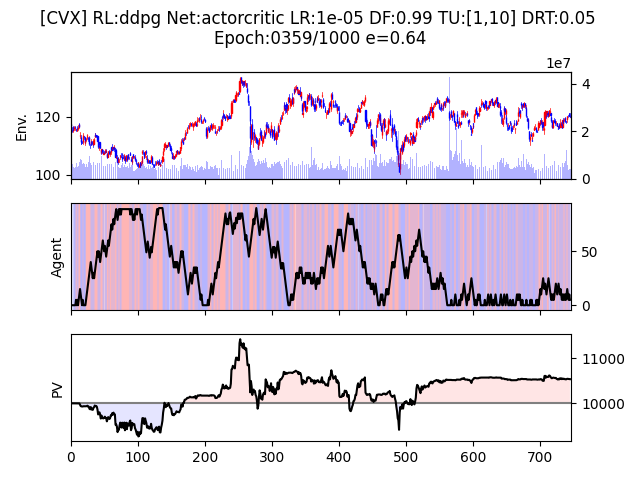 [CVX] RL:ddpg Net:actorcritic LR:1e-05 DF:0.99 TU:[1,10] DRT:0.05
Epoch:0359/1000 e=0.64
1e7
Env.
120
100
4
2
0
Agent
50
0
PV
11000
10000
0 100 200 300 400 500 600 700